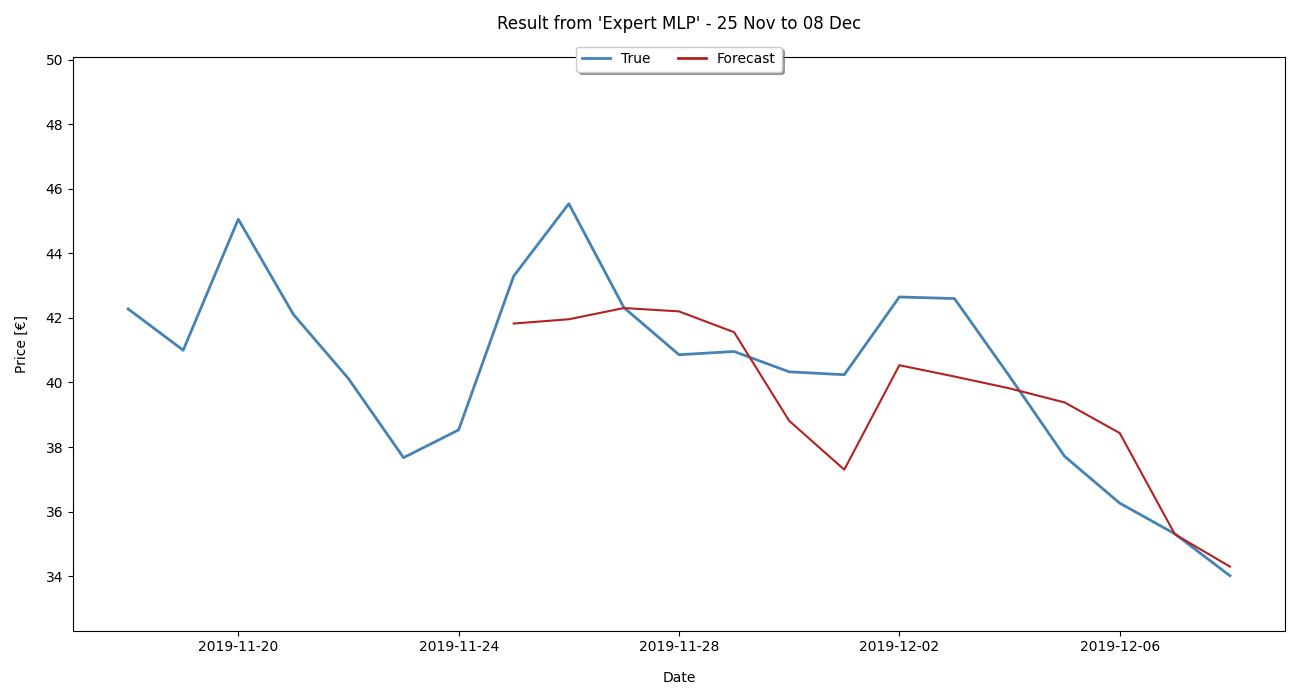 Result from 'Expert MLP' - 25 Nov to 08 Dec
True
Forecast
50
48
46
44
42
40
38
36
34
Price [€]
2019-11-20
2019-11-24
2019-11-28
2019-12-02
2019-12-06
Date